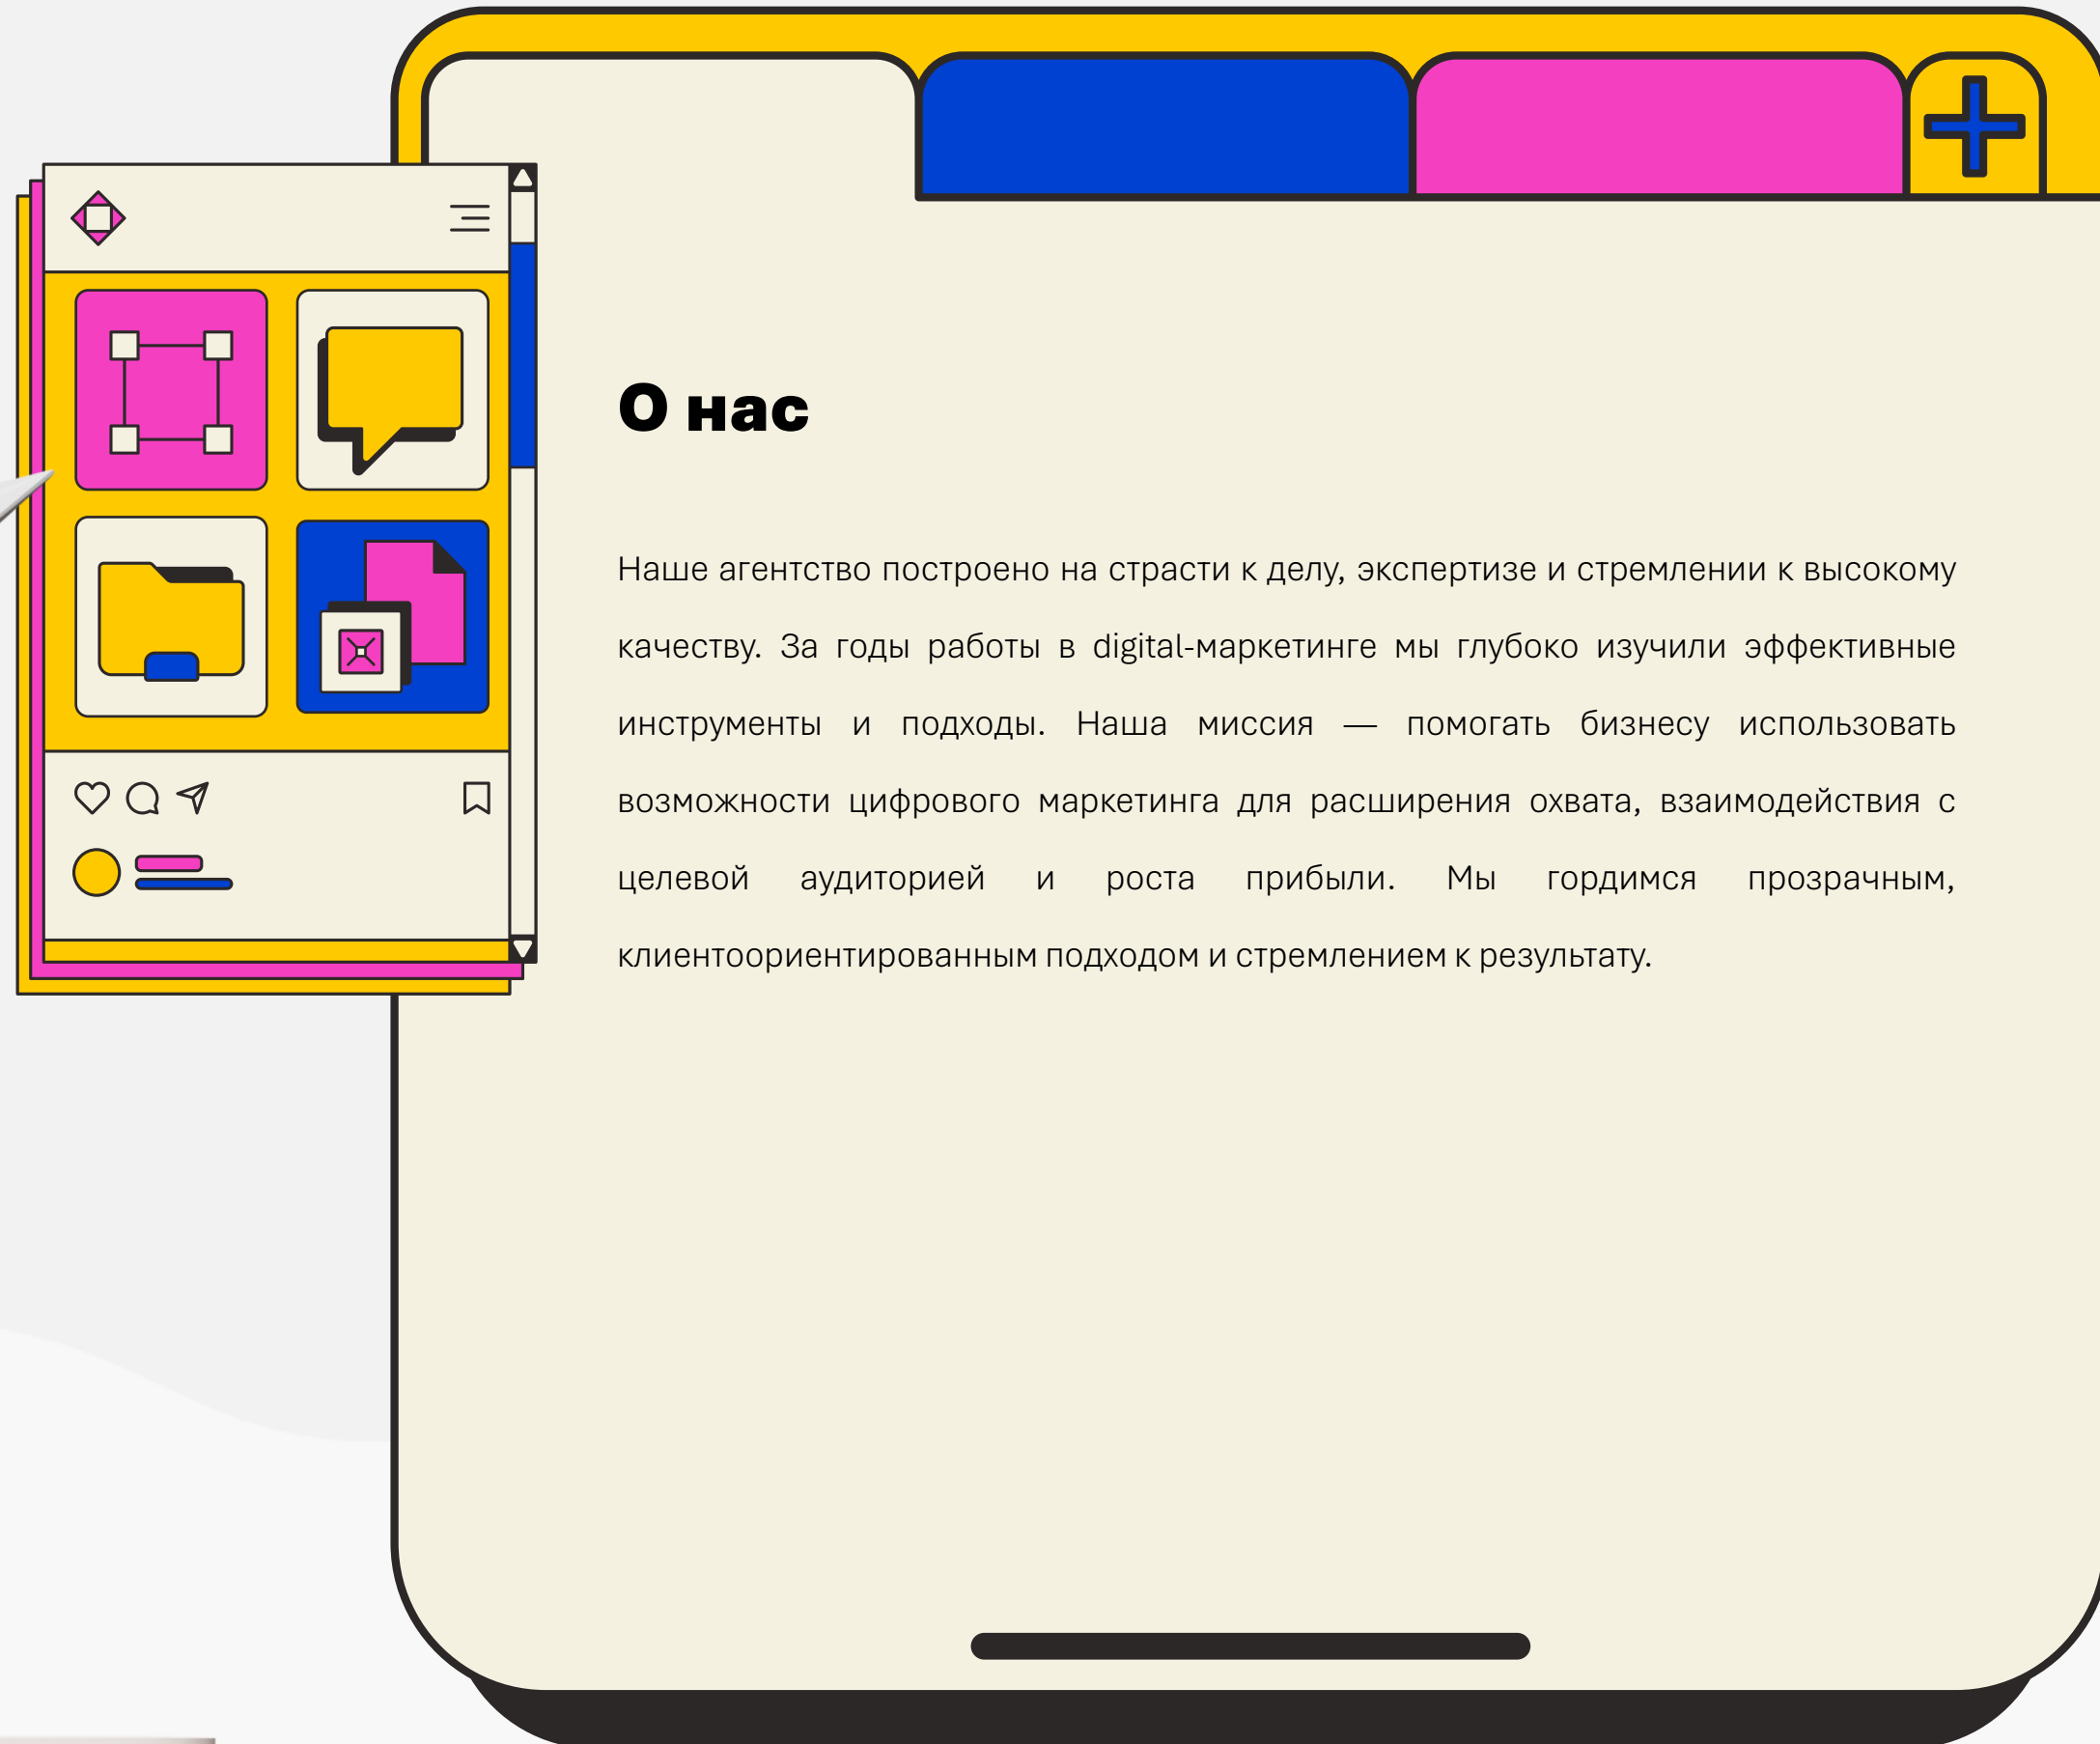 О нас
Наше агентство построено на страсти к делу, экспертизе и стремлении к высокому
качеству. За годы работы в digital-маркетинге мы глубоко изучили эффективные
инструменты и подходы. Наша миссия — помогать бизнесу использовать
возможности цифрового маркетинга для расширения охвата, взаимодействия с
целевой аудиторией и роста прибыли. Мы гордимся прозрачным,
клиентоориентированным подходом и стремлением к результату.